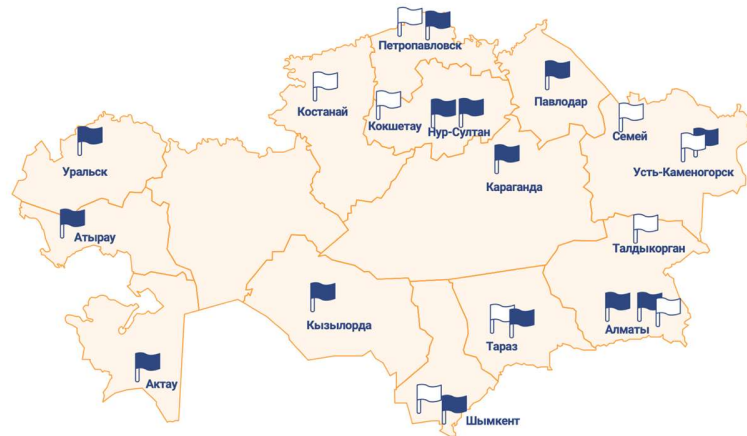 Петропавловск
Костанай
Кокшетау
Нур-Султан
Павлодар
Семей
Усть-Каменогорск
Уральск
Караганда
Атырау
Талдыкорган
Кызылорда
Алматы
Тараз
Актау
Шымкент